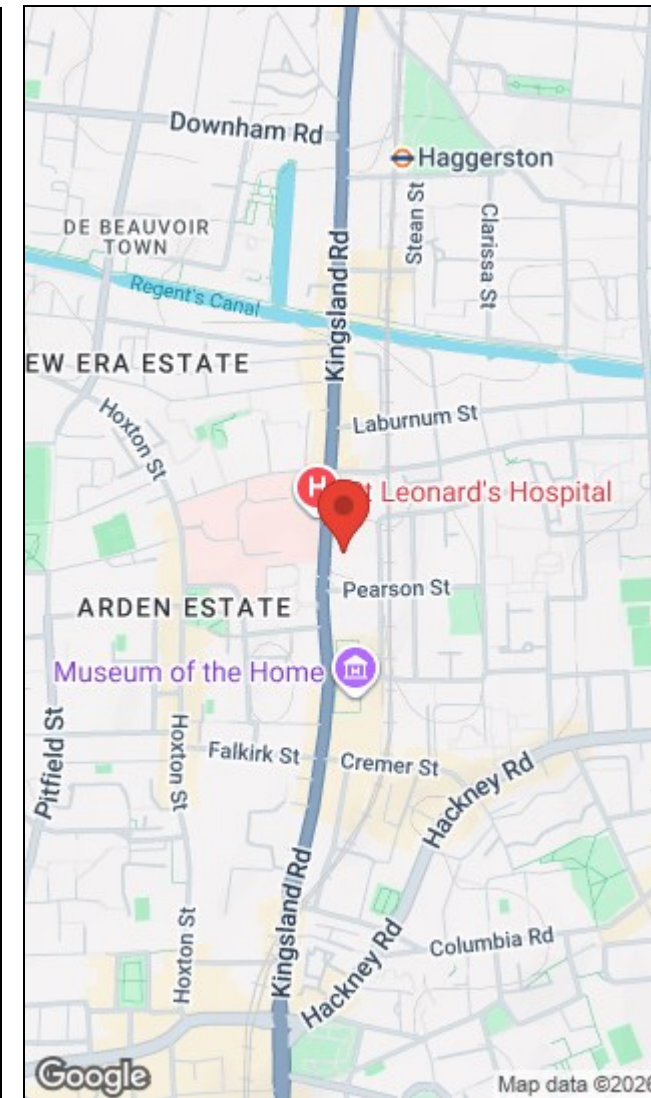 Downham Rd
Haggerston
DE BEAUVOIR
TOWN
Stean St
Clarissa St
Kingsland Rd
Regent's Canal
EW ERA ESTATE
Hoxton St
Laburnum St
H
t Leonard's Hospital
Pearson St
ARDEN ESTATE
Museum of the Home
Pitfield St
Hoxton St
Falkirk St
Cremer St
Hackney Rd
Kingsland Rd
Columbia Rd
Hoxton St
Hackney Rd
Google
Map data ©2026